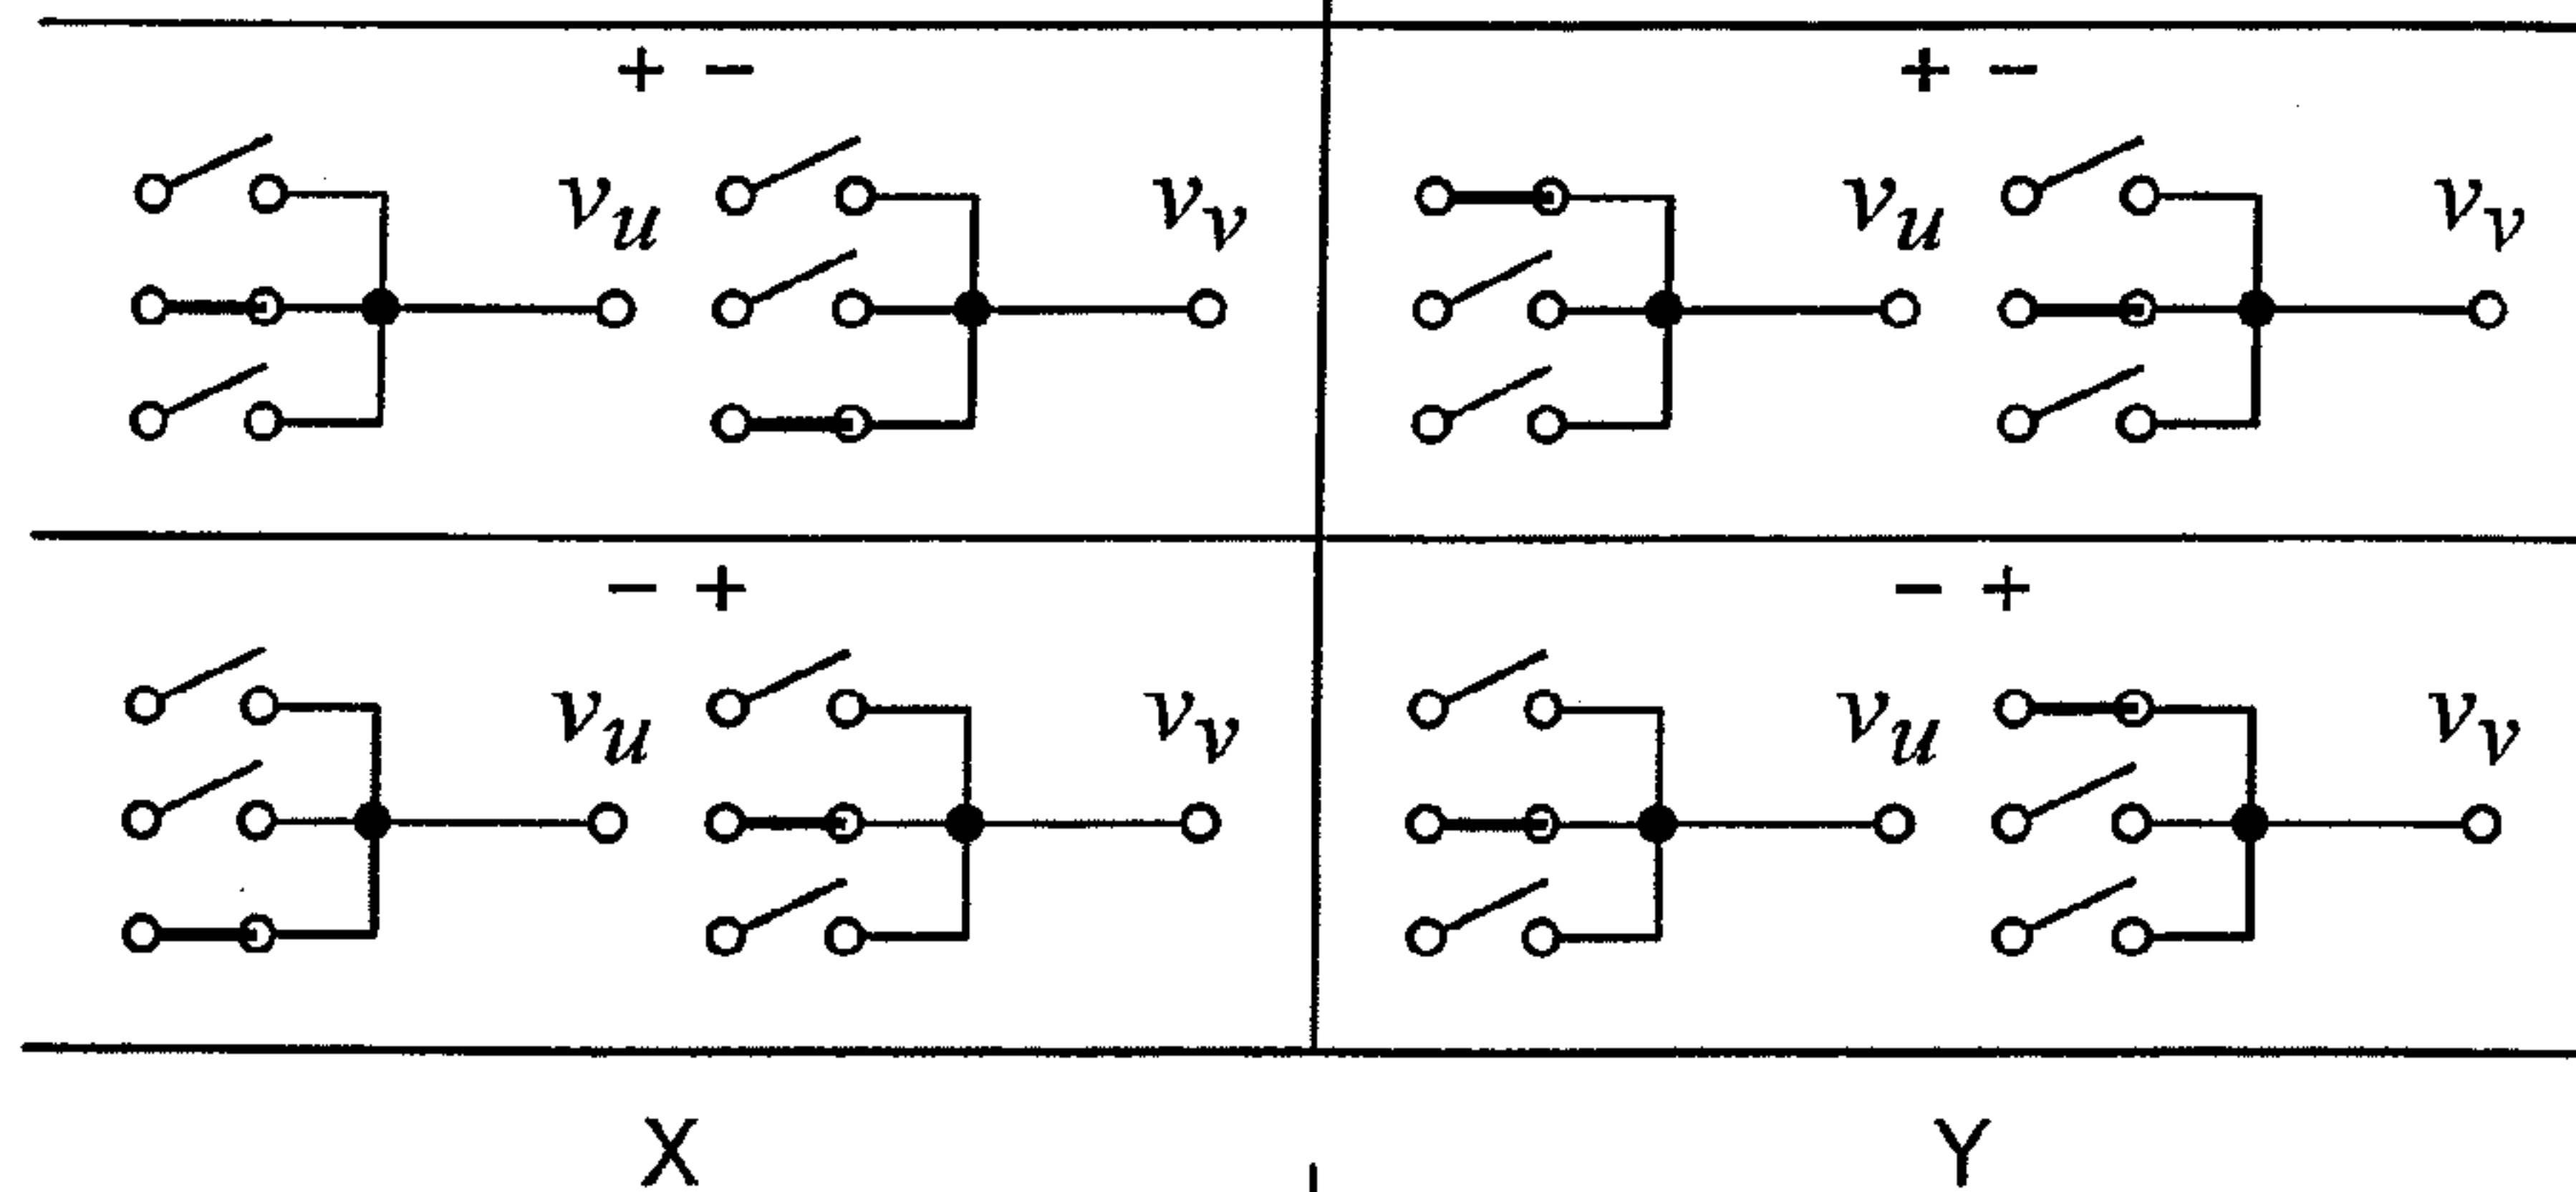 + − + −
v_u v_v v_u v_v
− + − +
v_u v_v v_u v_v
X Y